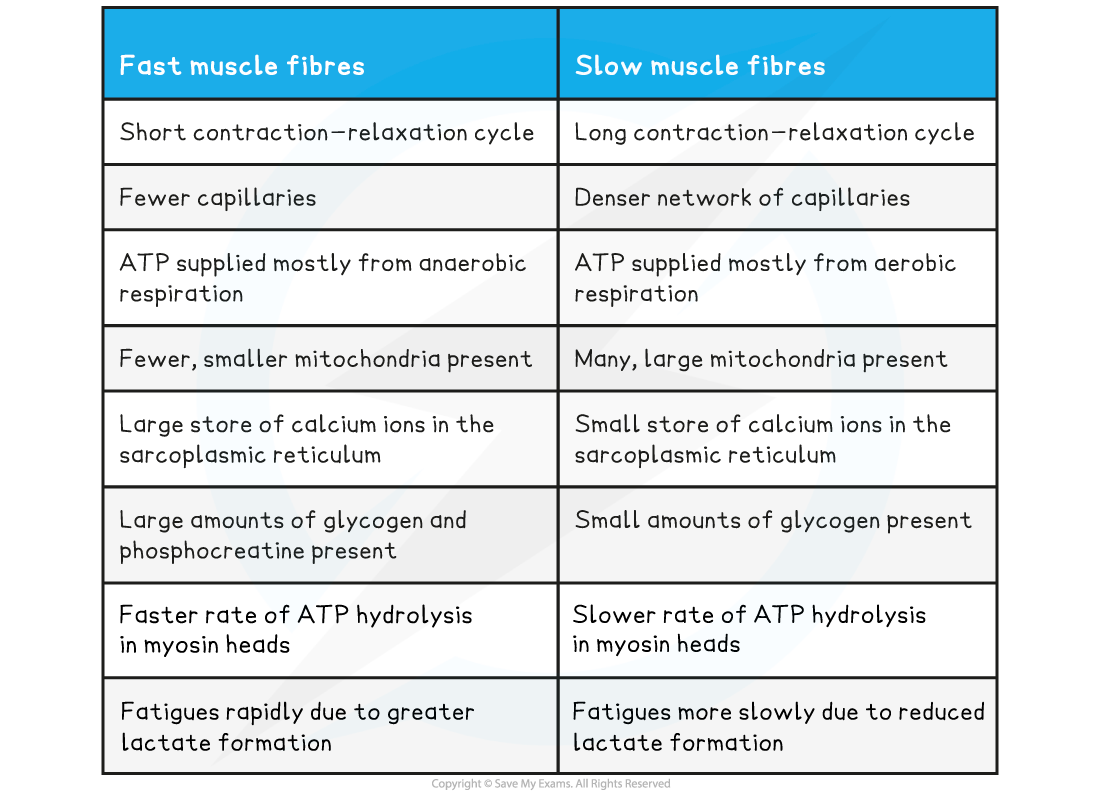 Fast muscle fibres
Slow muscle fibres
Short contraction–relaxation cycle
Long contraction–relaxation cycle
Fewer capillaries
Denser network of capillaries
ATP supplied mostly from anaerobic
respiration
ATP supplied mostly from aerobic
respiration
Fewer, smaller mitochondria present
Many, large mitochondria present
Large store of calcium ions in the
sarcoplasmic reticulum
Small store of calcium ions in the
sarcoplasmic reticulum
Large amounts of glycogen and
phosphocreatine present
Small amounts of glycogen present
Faster rate of ATP hydrolysis
in myosin heads
Slower rate of ATP hydrolysis
in myosin heads
Fatigues rapidly due to greater
lactate formation
Fatigues more slowly due to reduced
lactate formation
Copyright © Save My Exams. All Rights Reserved